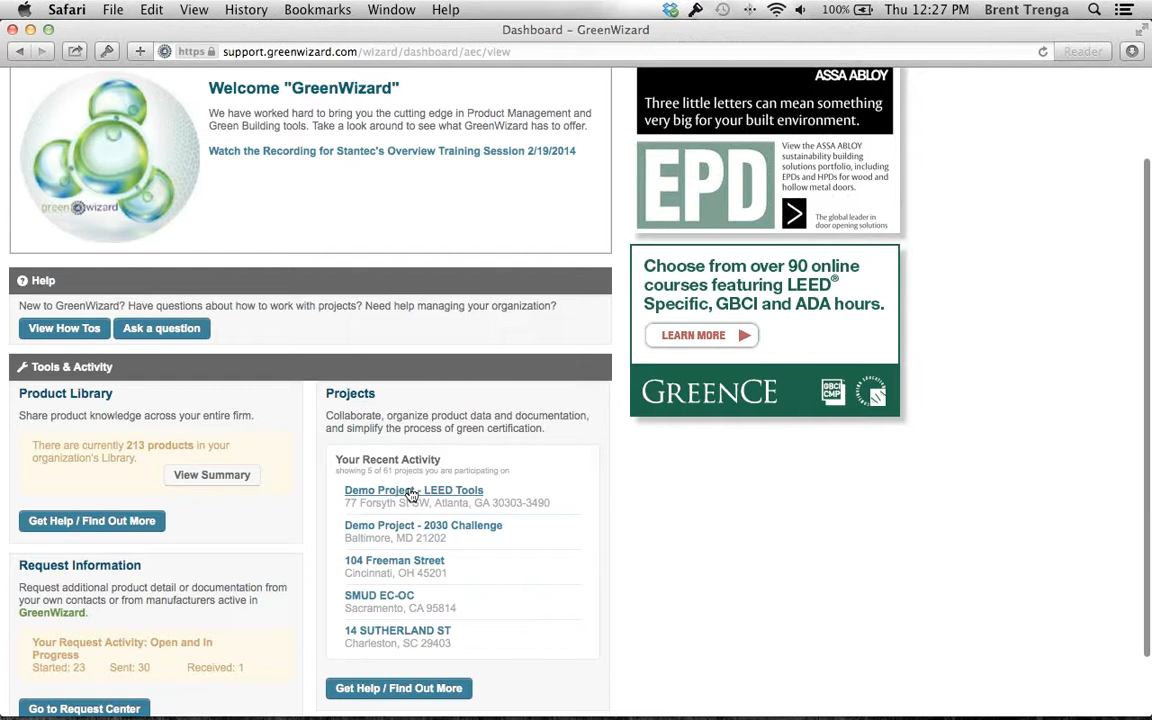 Safari File Edit View History Bookmarks Window Help 100% Thu 12:27 PM Brent Trenga
Dashboard – GreenWizard
https support.greenwizard.com/wizard/dashboard/aec/view Reader
Welcome "GreenWizard"
We have worked hard to bring you the cutting edge in Product Management and
Green Building tools. Take a look around to see what GreenWizard has to offer.
Watch the Recording for Stantec's Overview Training Session 2/19/2014
green wizard
ASSA ABLOY
Three little letters can mean something
very big for your built environment.
EPD
View the ASSA ABLOY
sustainability building
solutions portfolio, including
EPDs and HPDs for wood and
hollow metal doors.
>
The global leader in
door opening solutions
Choose from over 90 online
courses featuring LEED®
Specific, GBCI and ADA hours.
LEARN MORE
GREENCE
GBCI
CMP
Help
New to GreenWizard? Have questions about how to work with projects? Need help managing your organization?
View How Tos Ask a question
Tools & Activity
Product Library
Share product knowledge across your entire firm.
There are currently 213 products in your
organization's Library.
View Summary
Get Help / Find Out More
Request Information
Request additional product detail or documentation from
your own contacts or from manufacturers active in
GreenWizard.
Your Request Activity: Open and In
Progress
Started: 23 Sent: 30 Received: 1
Go to Request Center
Projects
Collaborate, organize product data and documentation,
and simplify the process of green certification.
Your Recent Activity
showing 5 of 61 projects you are participating on
Demo Project - LEED Tools
77 Forsyth St SW, Atlanta, GA 30303-3490
Demo Project - 2030 Challenge
Baltimore, MD 21202
104 Freeman Street
Cincinnati, OH 45201
SMUD EC-OC
Sacramento, CA 95814
14 SUTHERLAND ST
Charleston, SC 29403
Get Help / Find Out More